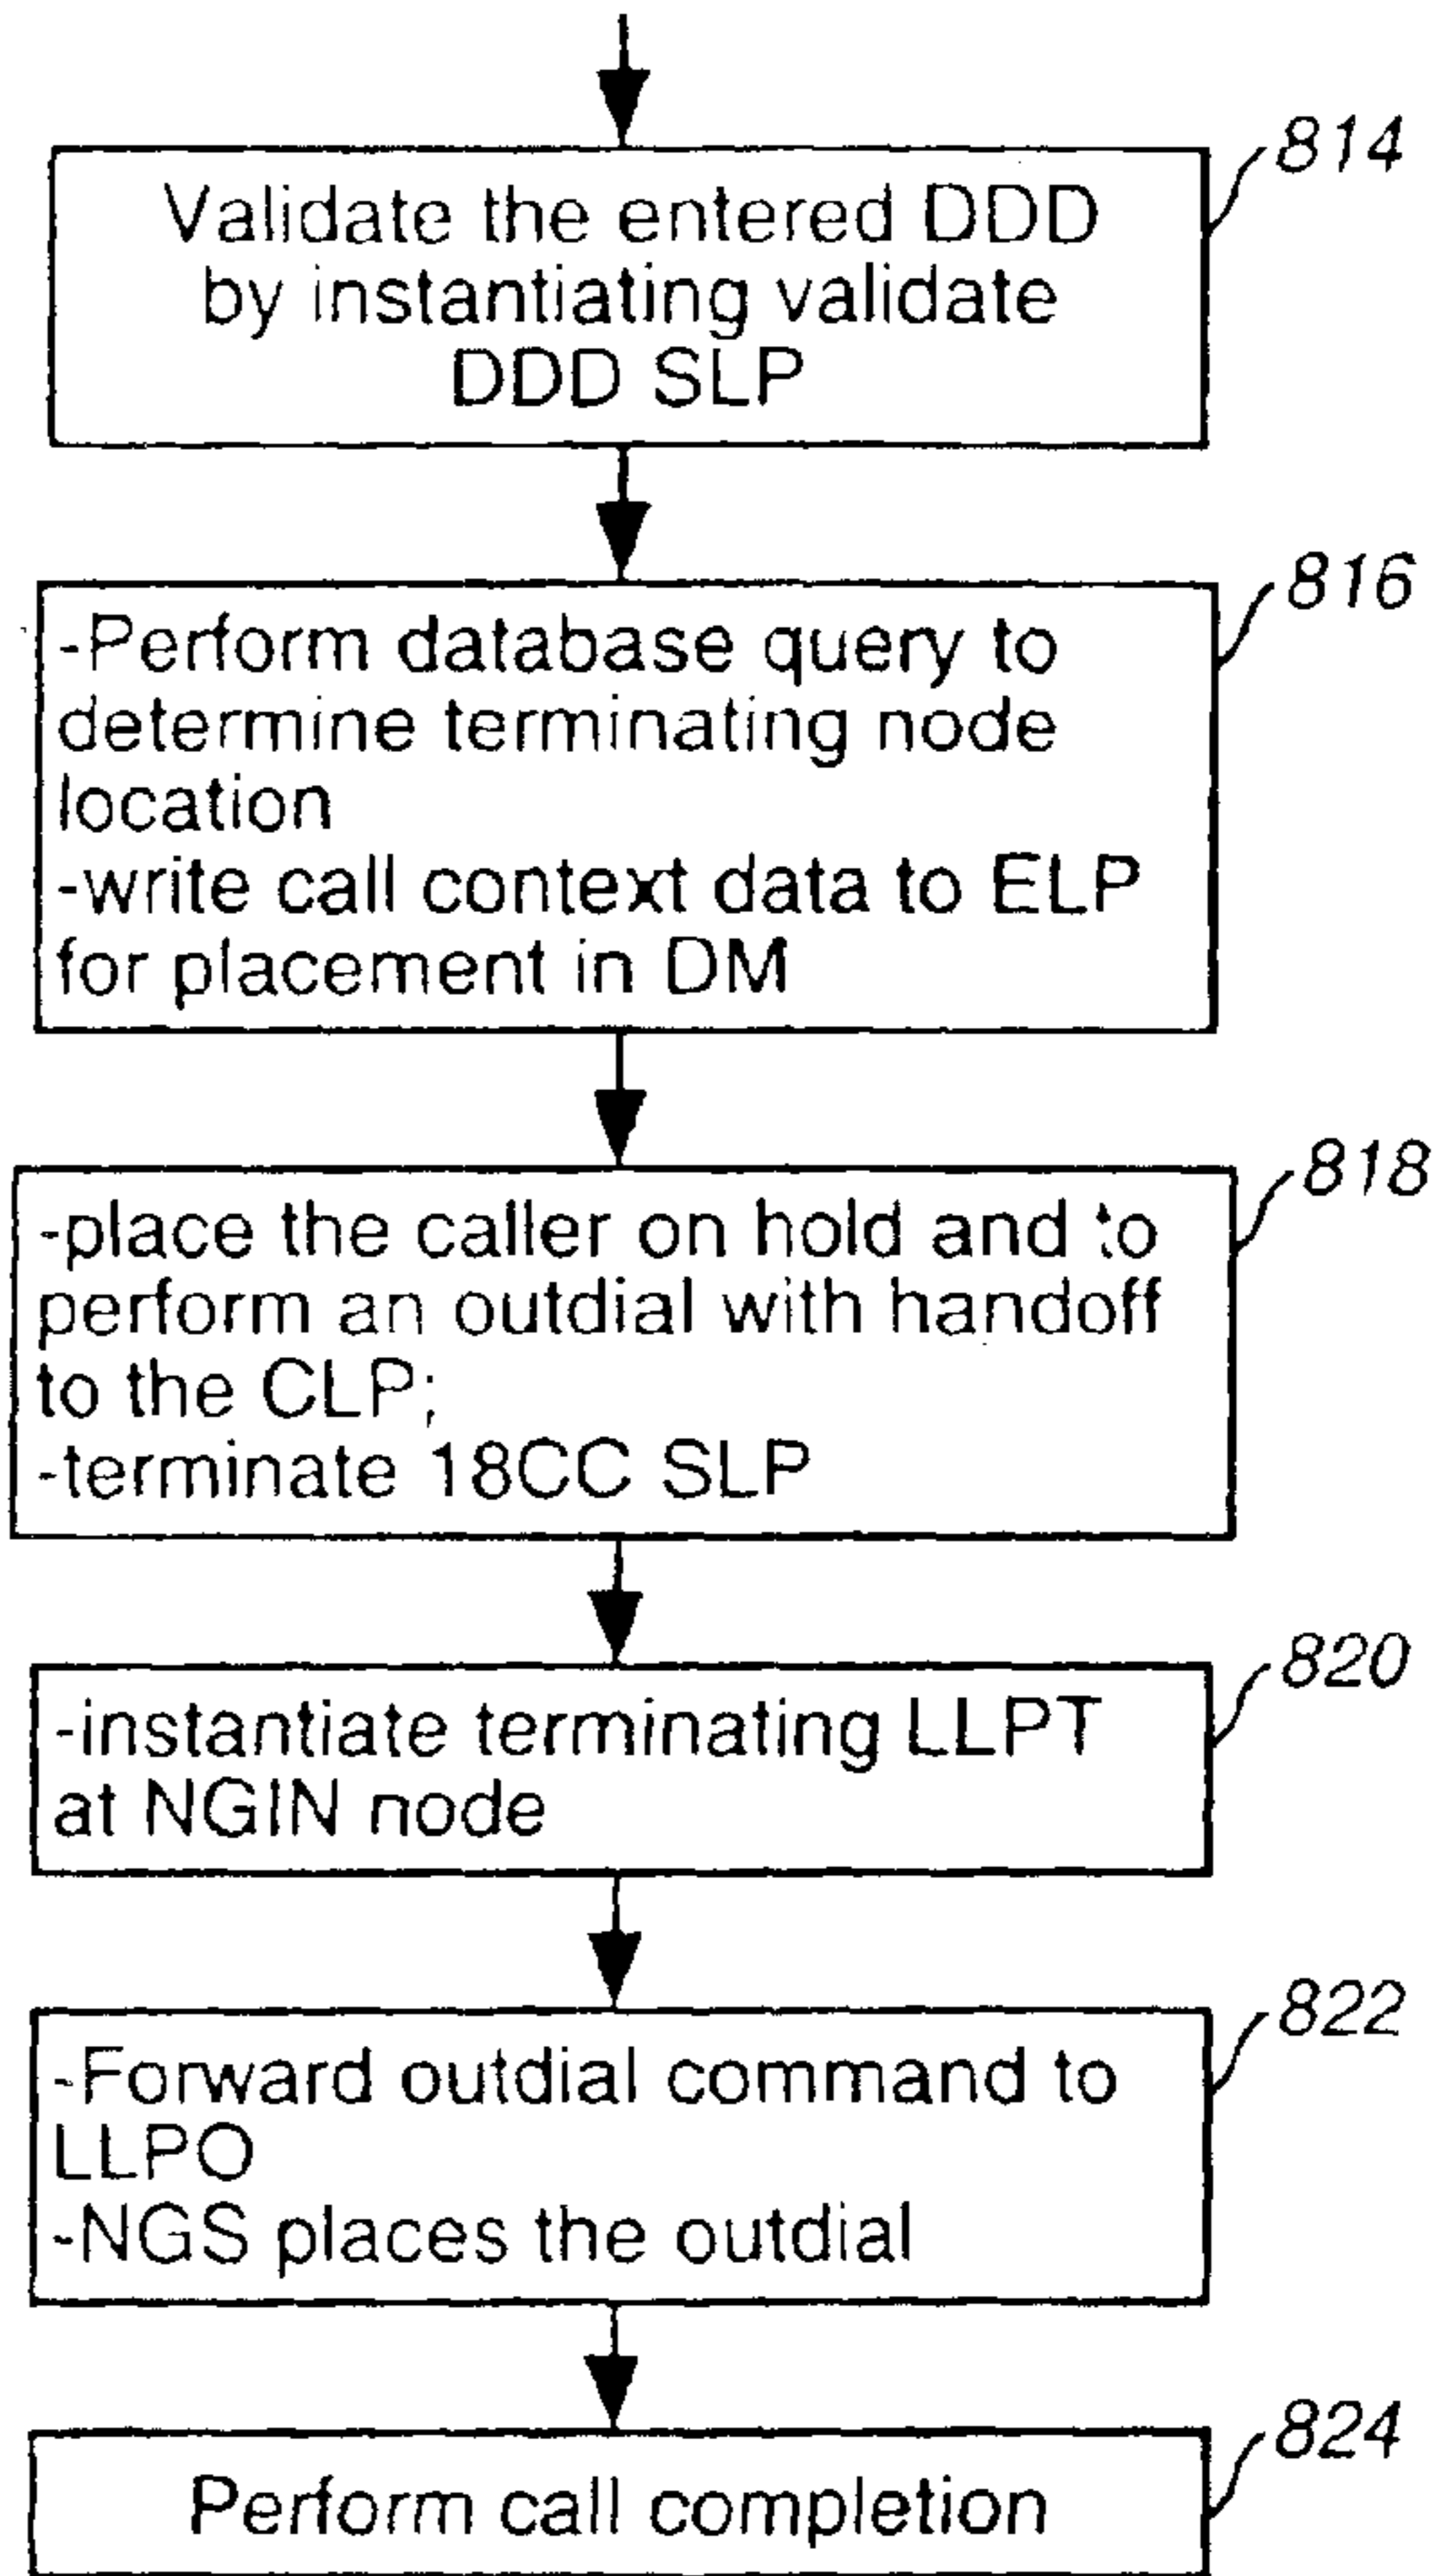 814
Validate the entered DDD
by instantiating validate
DDD SLP
816
-Perform database query to
determine terminating node
location
-write call context data to ELP
for placement in DM
818
-place the caller on hold and to
perform an outdial with handoff
to the CLP;
-terminate 18CC SLP
820
-instantiate terminating LLPT
at NGIN node
822
-Forward outdial command to
LLPO
-NGS places the outdial
824
Perform call completion